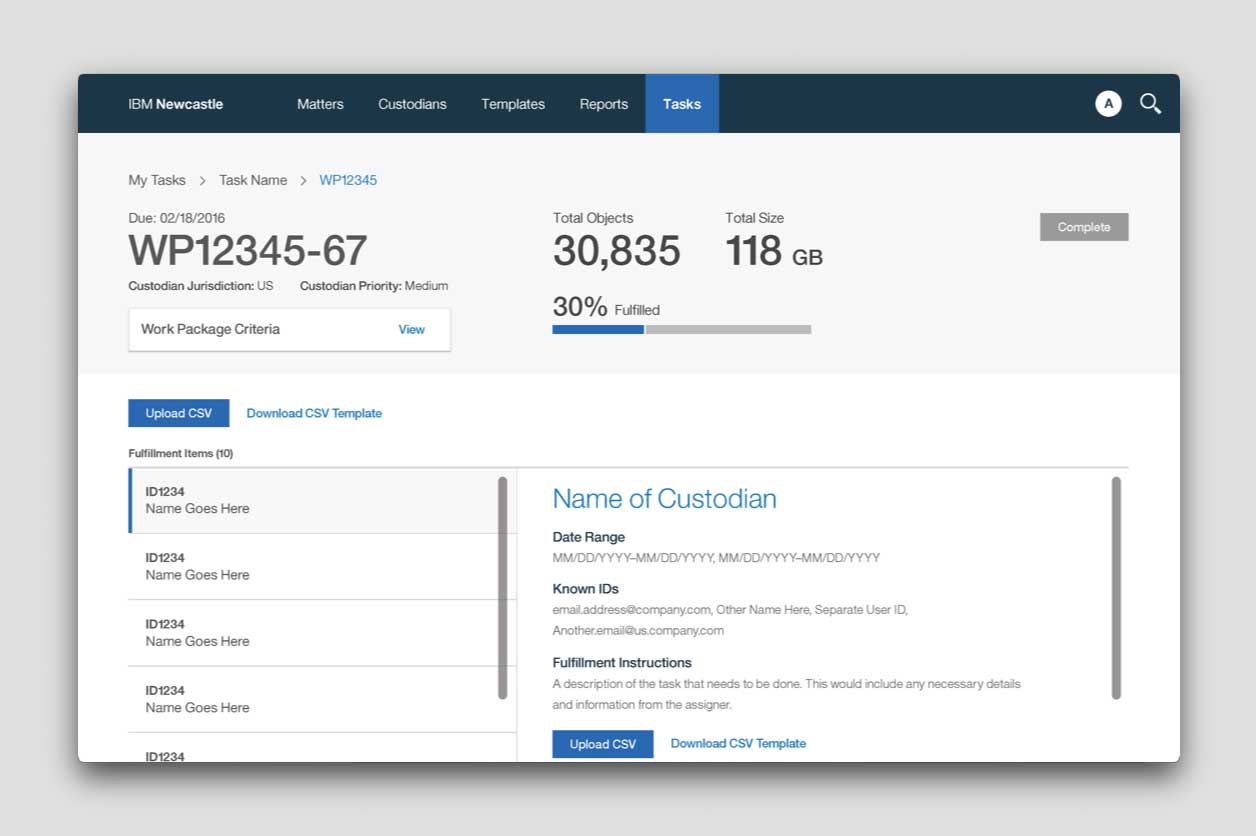 IBM Newcastle Matters Custodians Templates Reports Tasks A
My Tasks > Task Name > WP12345
Due: 02/18/2016
WP12345-67
Custodian Jurisdiction: US Custodian Priority: Medium
Work Package Criteria View
Total Objects
30,835
Total Size
118 GB
30% Fulfilled
Complete
Upload CSV Download CSV Template
Fulfillment Items (10)
ID1234
Name Goes Here
ID1234
Name Goes Here
ID1234
Name Goes Here
ID1234
Name Goes Here
ID1234
Name of Custodian
Date Range
MM/DD/YYYY–MM/DD/YYYY, MM/DD/YYYY–MM/DD/YYYY
Known IDs
email.address@company.com, Other Name Here, Separate User ID,
Another.email@us.company.com
Fulfillment Instructions
A description of the task that needs to be done. This would include any necessary details
and information from the assigner.
Upload CSV Download CSV Template